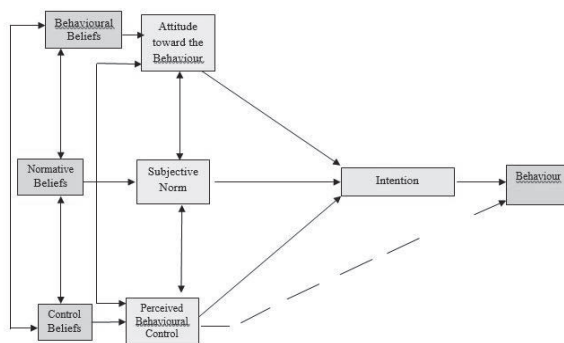 Behavioural
Beliefs
Attitude
toward the
Behaviour
Normative
Beliefs
Subjective
Norm
Intention
Behaviour
Control
Beliefs
Perceived
Behavioural
Control